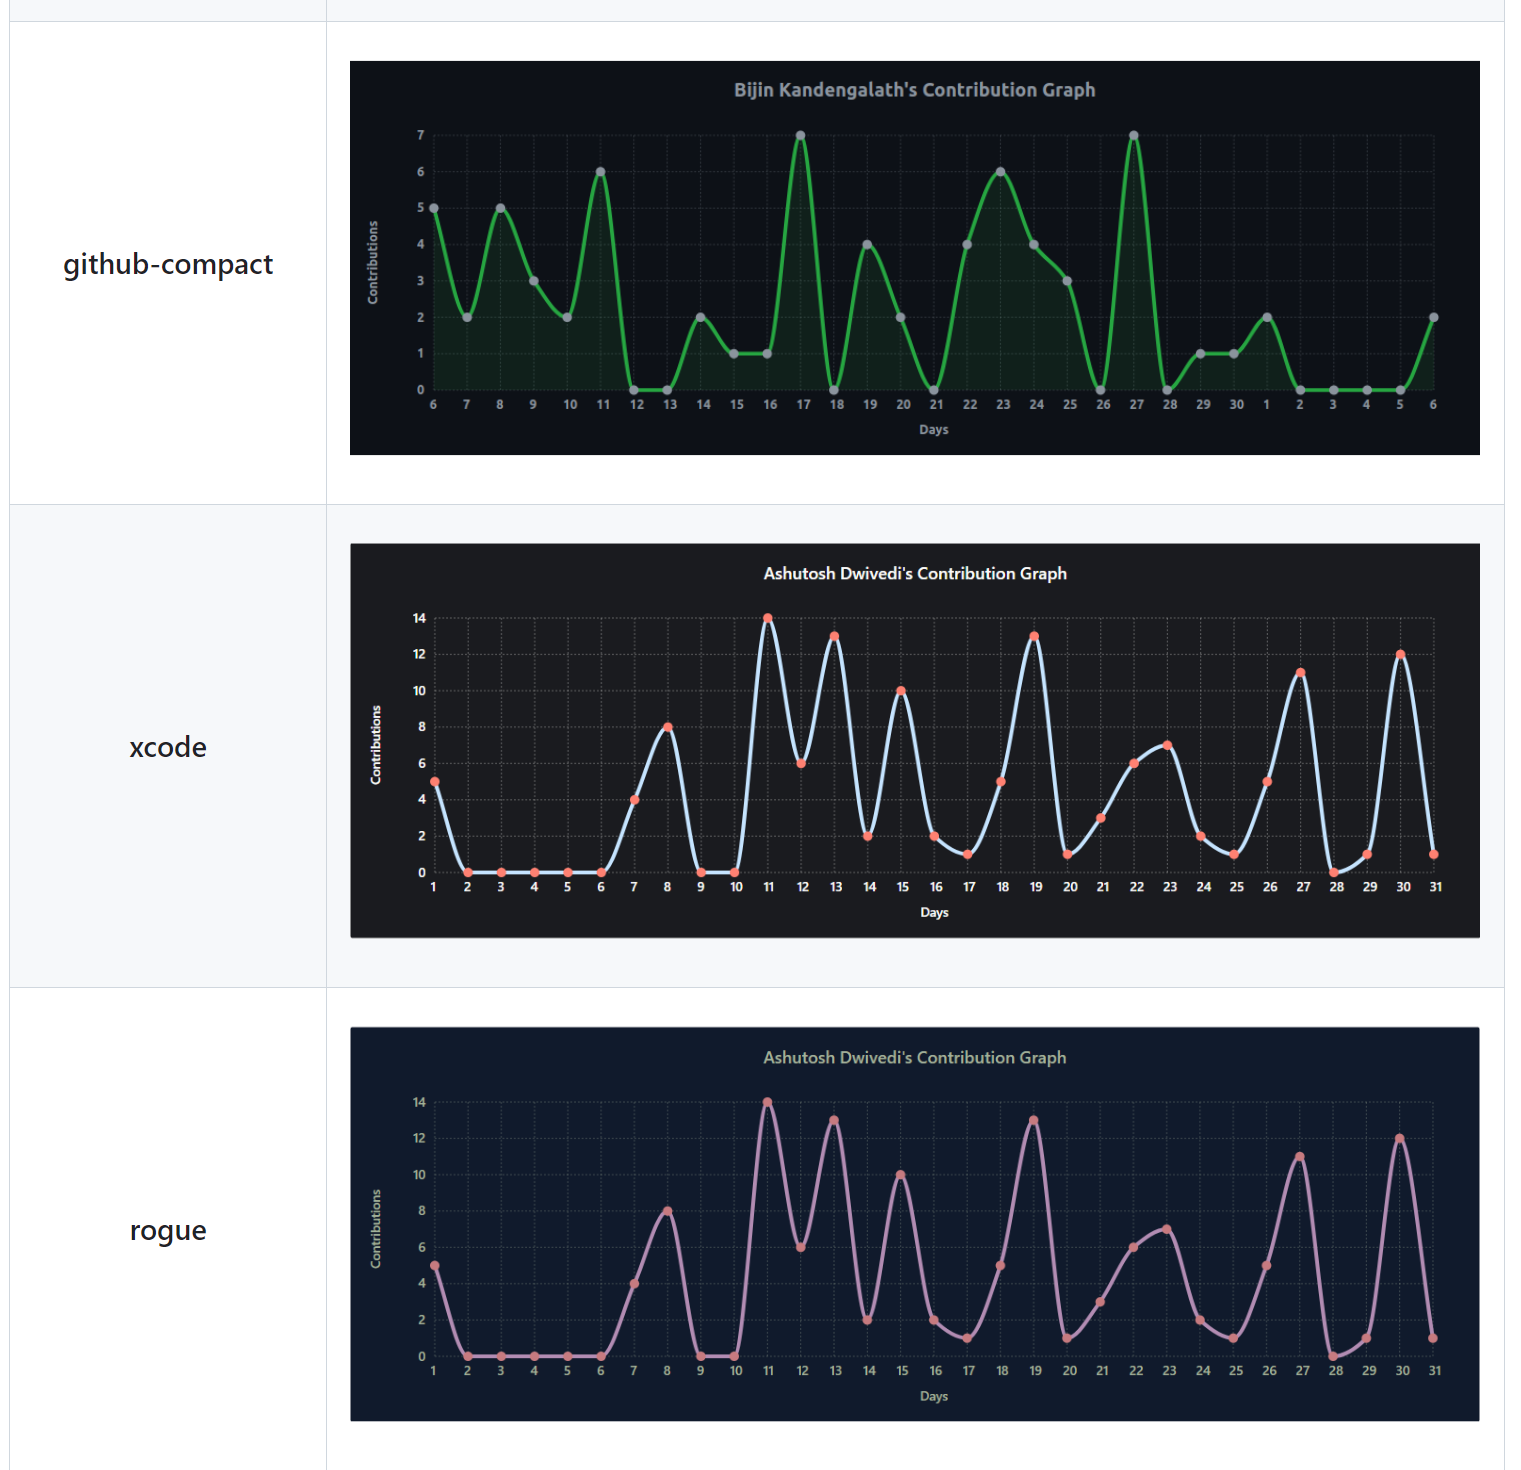 github-compact
Bijin Kandengalath's Contribution Graph
7
6
5
4
3
2
1
0
Contributions
6 7 8 9 10 11 12 13 14 15 16 17 18 19 20 21 22 23 24 25 26 27 28 29 30 1 2 3 4 5 6
Days
xcode
Ashutosh Dwivedi's Contribution Graph
14
12
10
8
6
4
2
0
Contributions
1 2 3 4 5 6 7 8 9 10 11 12 13 14 15 16 17 18 19 20 21 22 23 24 25 26 27 28 29 30 31
Days
rogue
Ashutosh Dwivedi's Contribution Graph
14
12
10
8
6
4
2
0
Contributions
1 2 3 4 5 6 7 8 9 10 11 12 13 14 15 16 17 18 19 20 21 22 23 24 25 26 27 28 29 30 31
Days